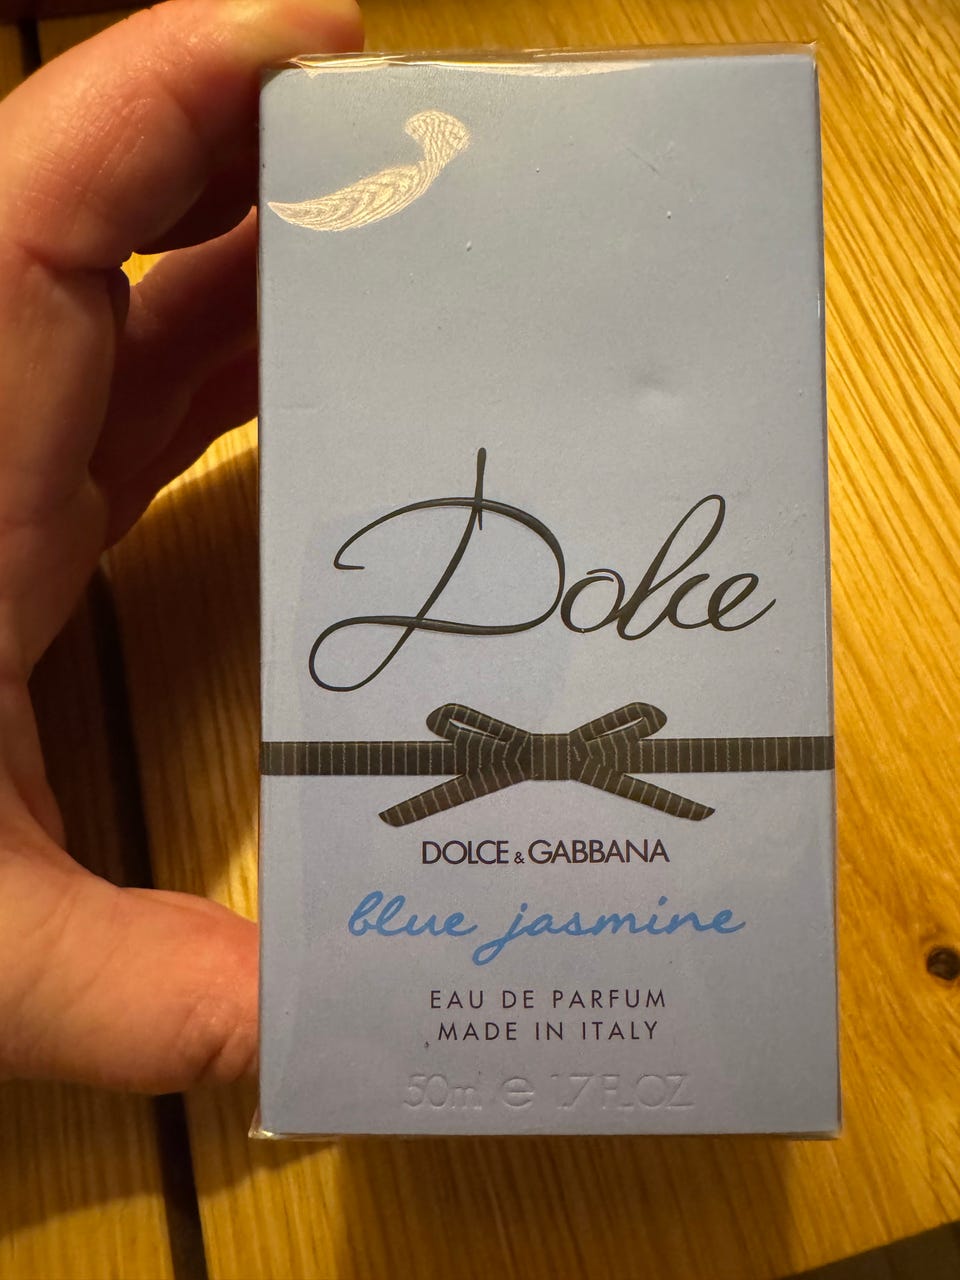 Dolce
DOLCE & GABBANA
blue jasmine
EAU DE PARFUM
MADE IN ITALY
50ml e 1.7 FL.OZ